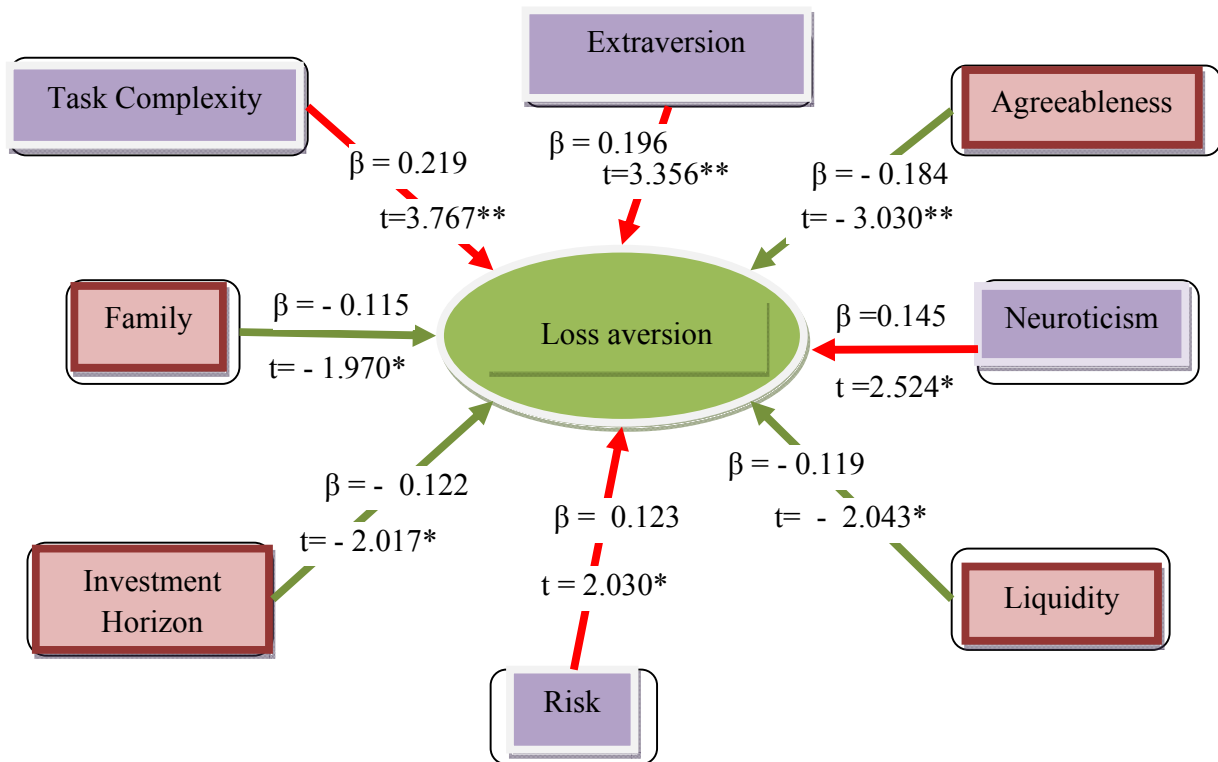 Extraversion
Task Complexity
Agreeableness
β = 0.219
t=3.767**
β = 0.196
t=3.356**
β = - 0.184
t= - 3.030**
Family
β = - 0.115
t= - 1.970*
Loss aversion
β =0.145
t =2.524*
Neuroticism
β = - 0.122
t= - 2.017*
β = 0.123
t = 2.030*
β = - 0.119
t= - 2.043*
Investment
Horizon
Liquidity
Risk